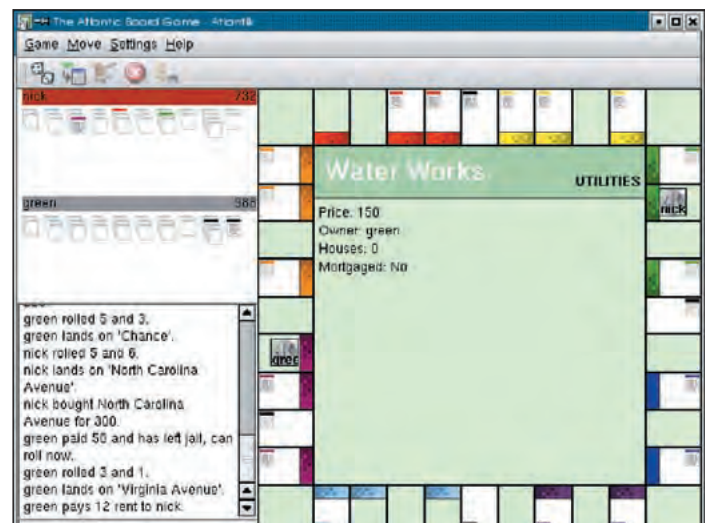 The Atlantic Board Game - Atlantik
Game Move Settings Help
nick 732
Water Works
UTILITIES
nick
green 988
Price: 150
Owner: green
Houses: 0
Mortgaged: No
green rolled 5 and 3.
green lands on 'Chance'.
nick rolled 5 and 6.
nick lands on 'North Carolina
Avenue'.
nick bought North Carolina
Avenue for 300.
green paid 50 and has left jail, can
roll now.
green rolled 3 and 1.
green lands on 'Virginia Avenue'.
green pays 12 rent to nick.
gree